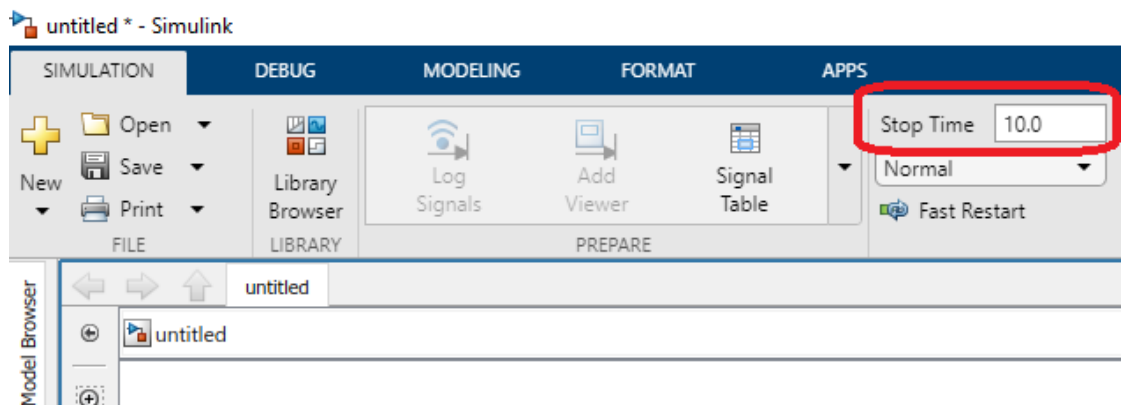 untitled * - Simulink
SIMULATION DEBUG MODELING FORMAT APPS
New
Open
Save
Print
FILE
Library
Browser
LIBRARY
Log
Signals
Add
Viewer
Signal
Table
PREPARE
Stop Time 10.0
Normal
Fast Restart
untitled
untitled
Model Browser